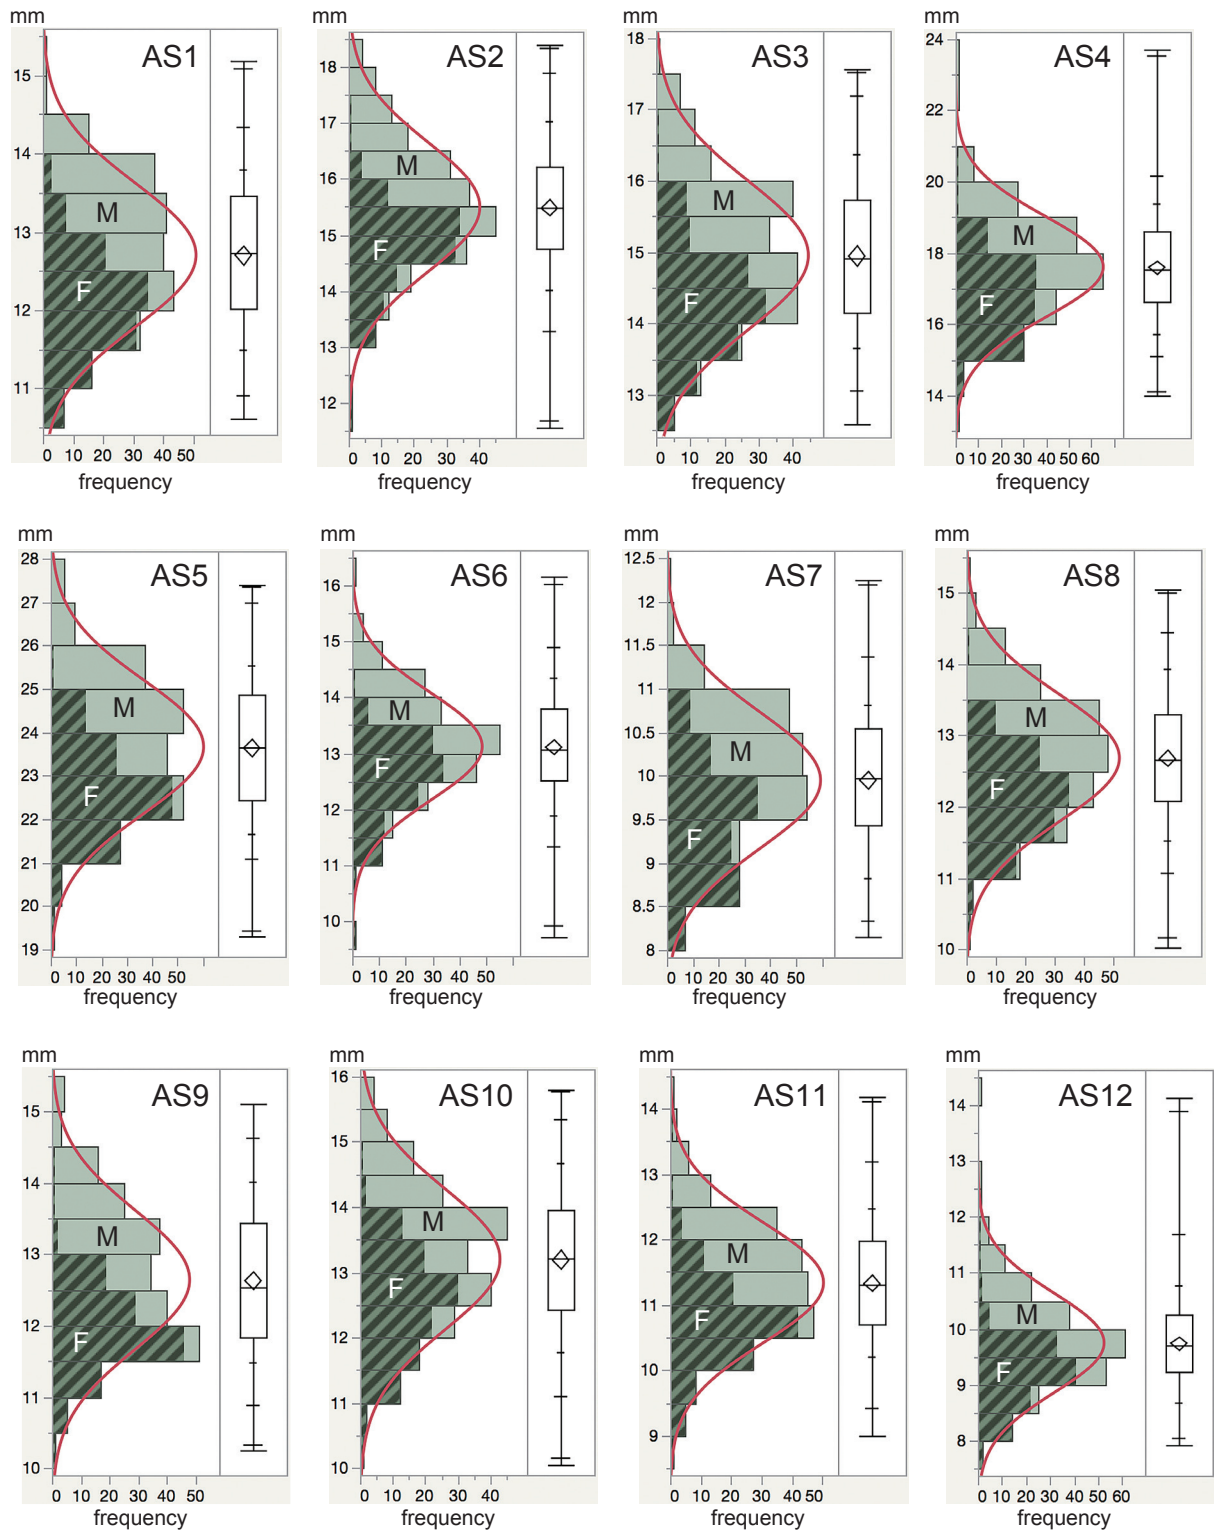 mm mm mm mm
AS1 AS2 AS3 AS4
15 14 13 12 11
M F
0 10 20 30 40 50
frequency
18 17 16 15 14 13 12
M F
0 10 20 30 40
frequency
18 17 16 15 14 13
M F
0 10 20 30 40
frequency
24 22 20 18 16 14
M F
0 10 20 30 40 50 60
frequency
mm mm mm mm
AS5 AS6 AS7 AS8
28 27 26 25 24 23 22 21 20 19
M F
0 10 20 30 40 50
frequency
16 15 14 13 12 10
M F
0 10 20 30 40 50
frequency
12.5 12 11.5 11 10.5 10 9.5 9 8.5 8
M F
0 10 20 30 40 50
frequency
15 14 13 12 11 10
M F
0 10 20 30 40 50
frequency
mm mm mm mm
AS9 AS10 AS11 AS12
15 14 13 12 11 10
M F
0 10 20 30 40 50
frequency
16 15 14 13 12 11 10
M F
0 10 20 30 40
frequency
14 13 12 11 10 9
M F
0 10 20 30 40 50
frequency
14 13 12 11 10 9 8
M F
0 10 20 30 40 50 60
frequency